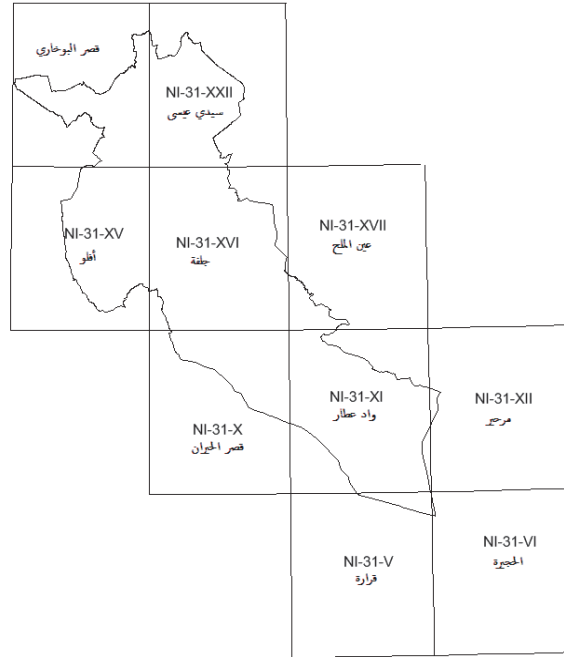 قصر البوخاري
NI-31-XXII
سيدي عيسى
NI-31-XV
أفلو
NI-31-XVI
جلفة
NI-31-XVII
عين الملح
NI-31-X
قصر الحيران
NI-31-XI
واد عطار
NI-31-XII
مرحير
NI-31-V
قرارة
NI-31-VI
الحجيرة